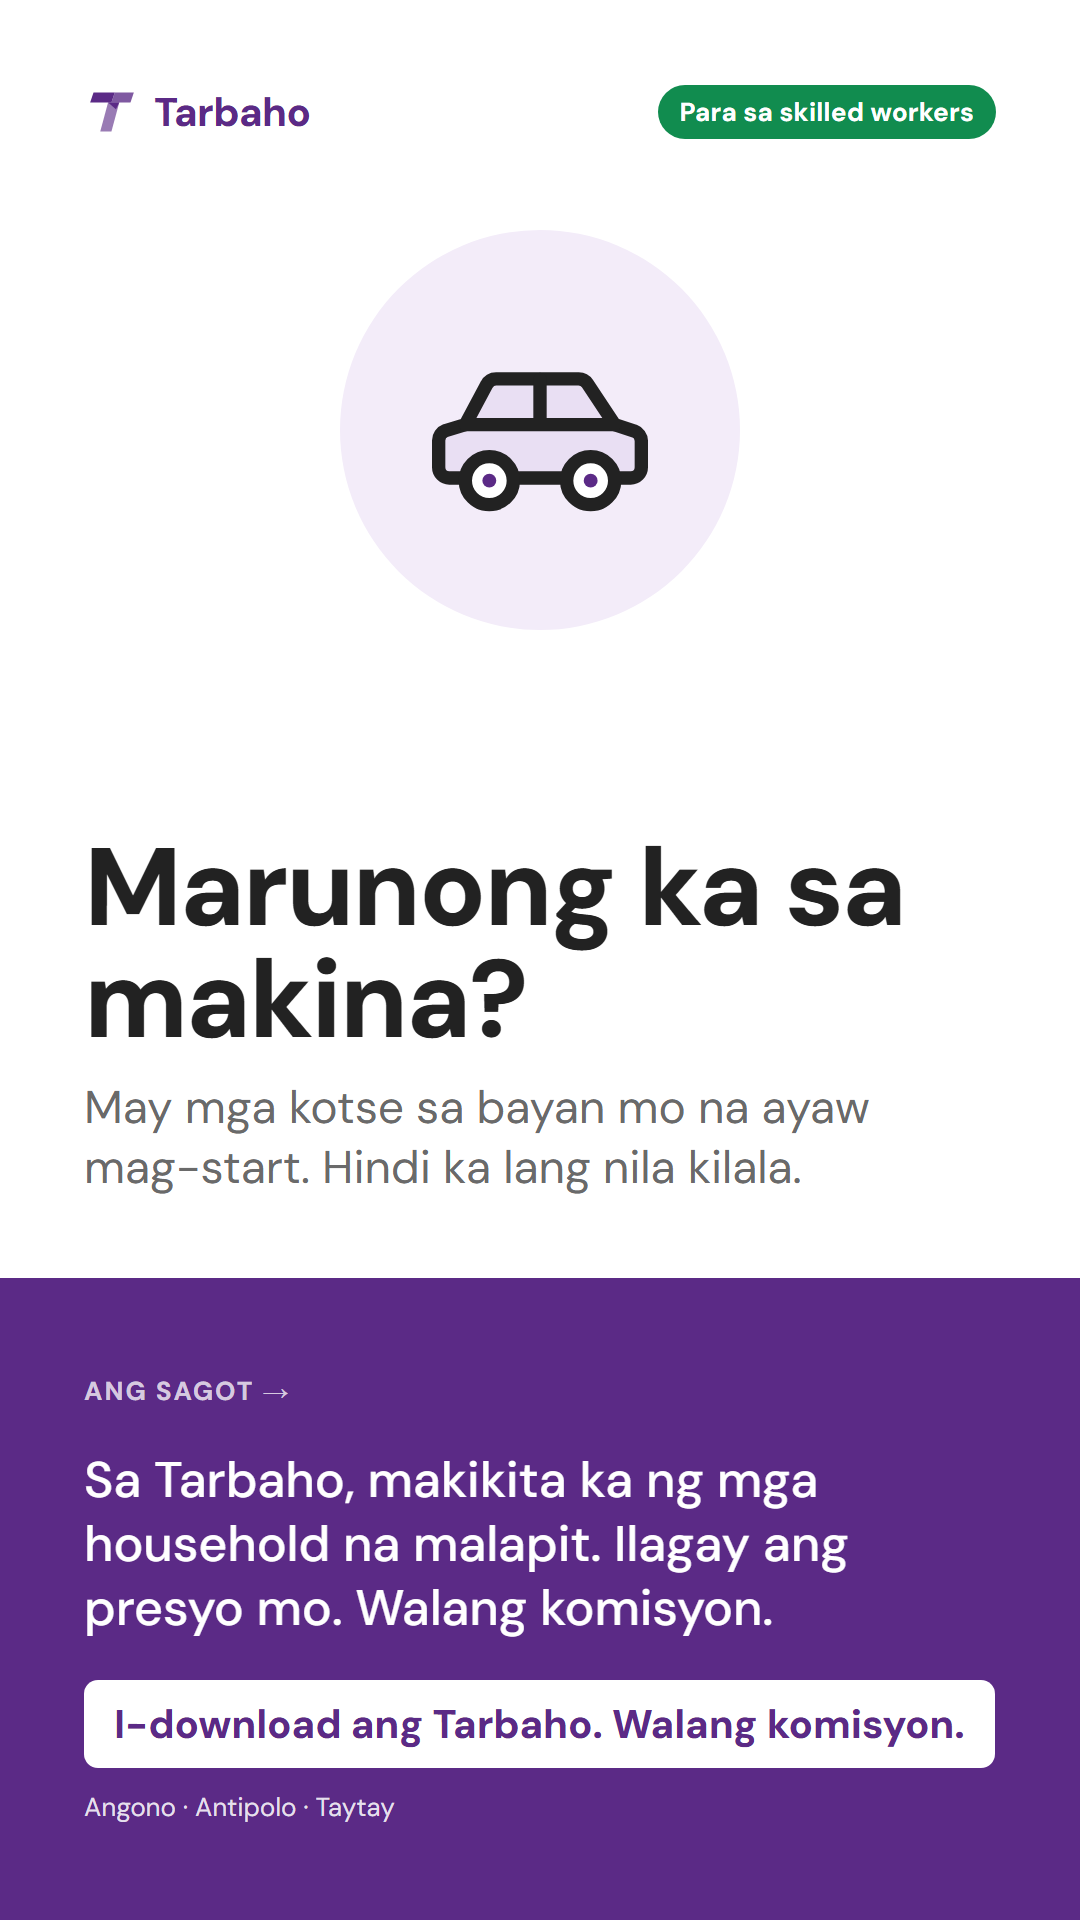 Tarbaho
Para sa skilled workers
Marunong ka sa
makina?
May mga kotse sa bayan mo na ayaw
mag-start. Hindi ka lang nila kilala.
ANG SAGOT →
Sa Tarbaho, makikita ka ng mga
household na malapit. Ilagay ang
presyo mo. Walang komisyon.
I-download ang Tarbaho. Walang komisyon.
Angono · Antipolo · Taytay